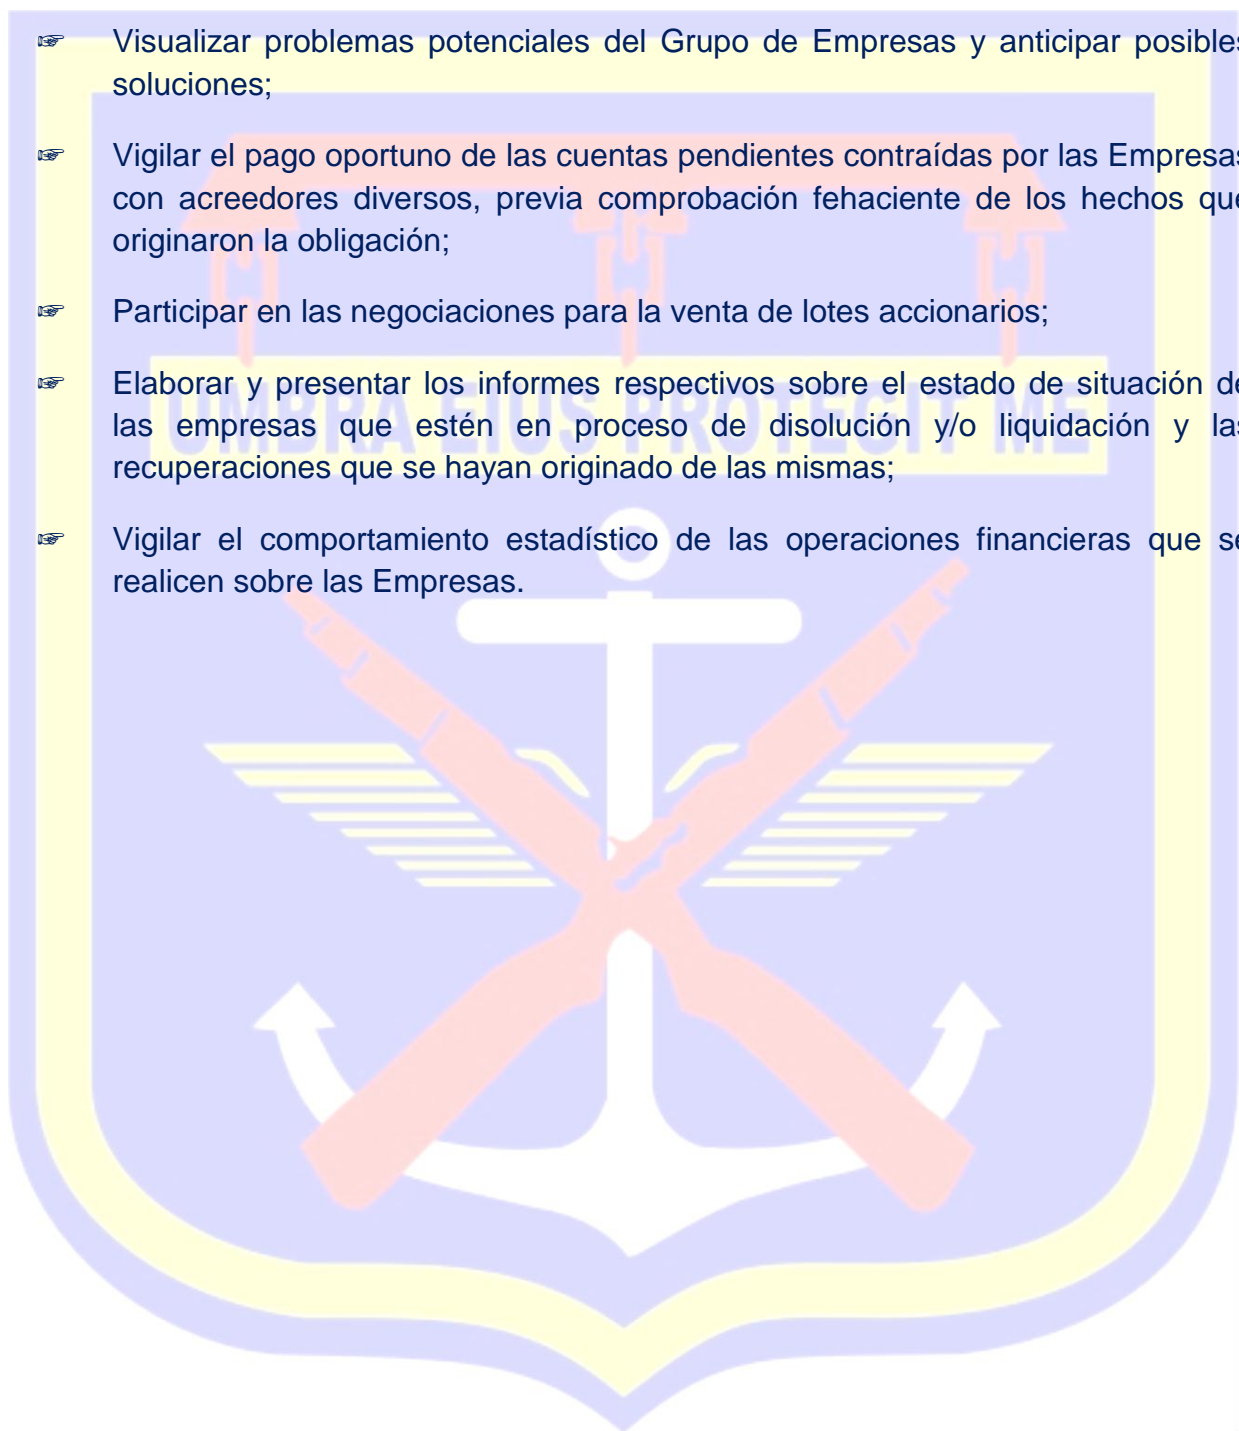 ☞ Visualizar problemas potenciales del Grupo de Empresas y anticipar posibles
soluciones;
☞ Vigilar el pago oportuno de las cuentas pendientes contraídas por las Empresas
con acreedores diversos, previa comprobación fehaciente de los hechos que
originaron la obligación;
☞ Participar en las negociaciones para la venta de lotes accionarios;
☞ Elaborar y presentar los informes respectivos sobre el estado de situación de
las empresas que estén en proceso de disolución y/o liquidación y las
recuperaciones que se hayan originado de las mismas;
UMBRA EIUS PROTEGIT ME
☞ Vigilar el comportamiento estadístico de las operaciones financieras que se
realicen sobre las Empresas.